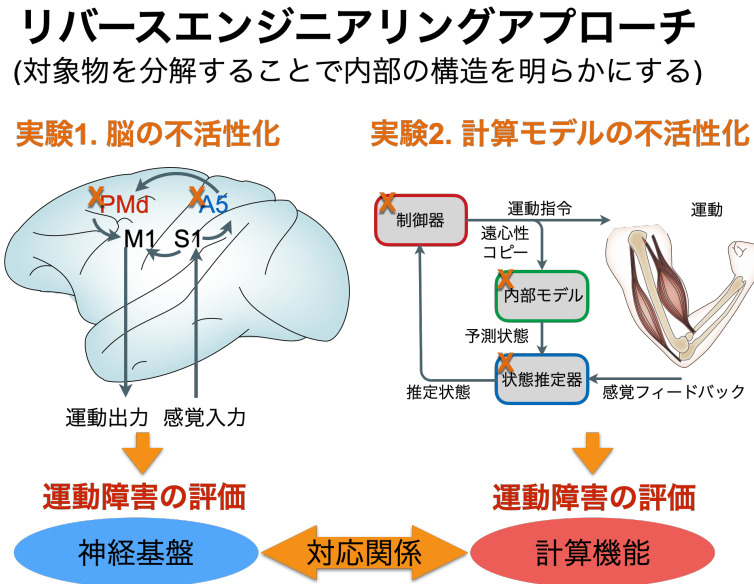 リバースエンジニアリングアプローチ
(対象物を分解することで内部の構造を明らかにする)
実験1. 脳の不活性化
X
PMd
X
A5
M1
S1
運動出力
感覚入力
運動障害の評価
神経基盤
実験2. 計算モデルの不活性化
X
制御器
運動指令
運動
遠心性
コピー
X
内部モデル
予測状態
X
状態推定器
推定状態
感覚フィードバック
運動障害の評価
計算機能
対応関係